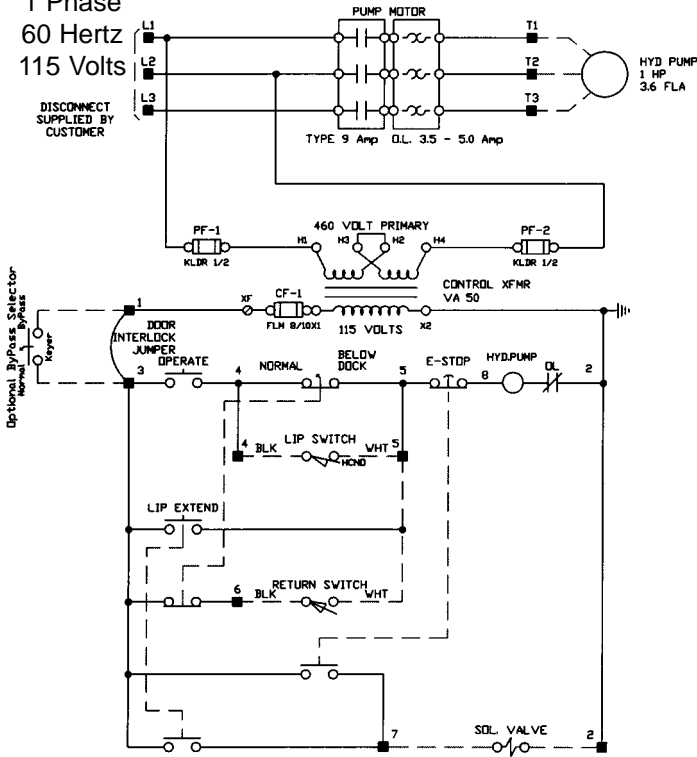 1 Phase
60 Hertz
115 Volts
L1
L2
L3
DISCONNECT
SUPPLIED BY
CUSTOMER
PUMP MOTOR
TYPE 9 Amp
O.L. 3.5 - 5.0 Amp
T1
T2
T3
HYD PUMP
1 HP
3.6 FLA
PF-1
KLDR 1/2
460 VOLT PRIMARY
H1
H3
H2
H4
PF-2
KLDR 1/2
CONTROL XFMR
VA 50
XF
CF-1
FLM 8/10
X1
115 VOLTS
X2
Optional ByPass Selector
Normal
ByPass
Keyer
1
DOOR
INTERLOCK
JUMPER
3
OPERATE
4
NORMAL
BELOW
DOCK
5
E-STOP
8
HYD.PUMP
OL
2
4
BLK
LIP SWITCH
HCNO
WHT
5
LIP EXTEND
6
BLK
RETURN SWITCH
WHT
7
SOL. VALVE
2